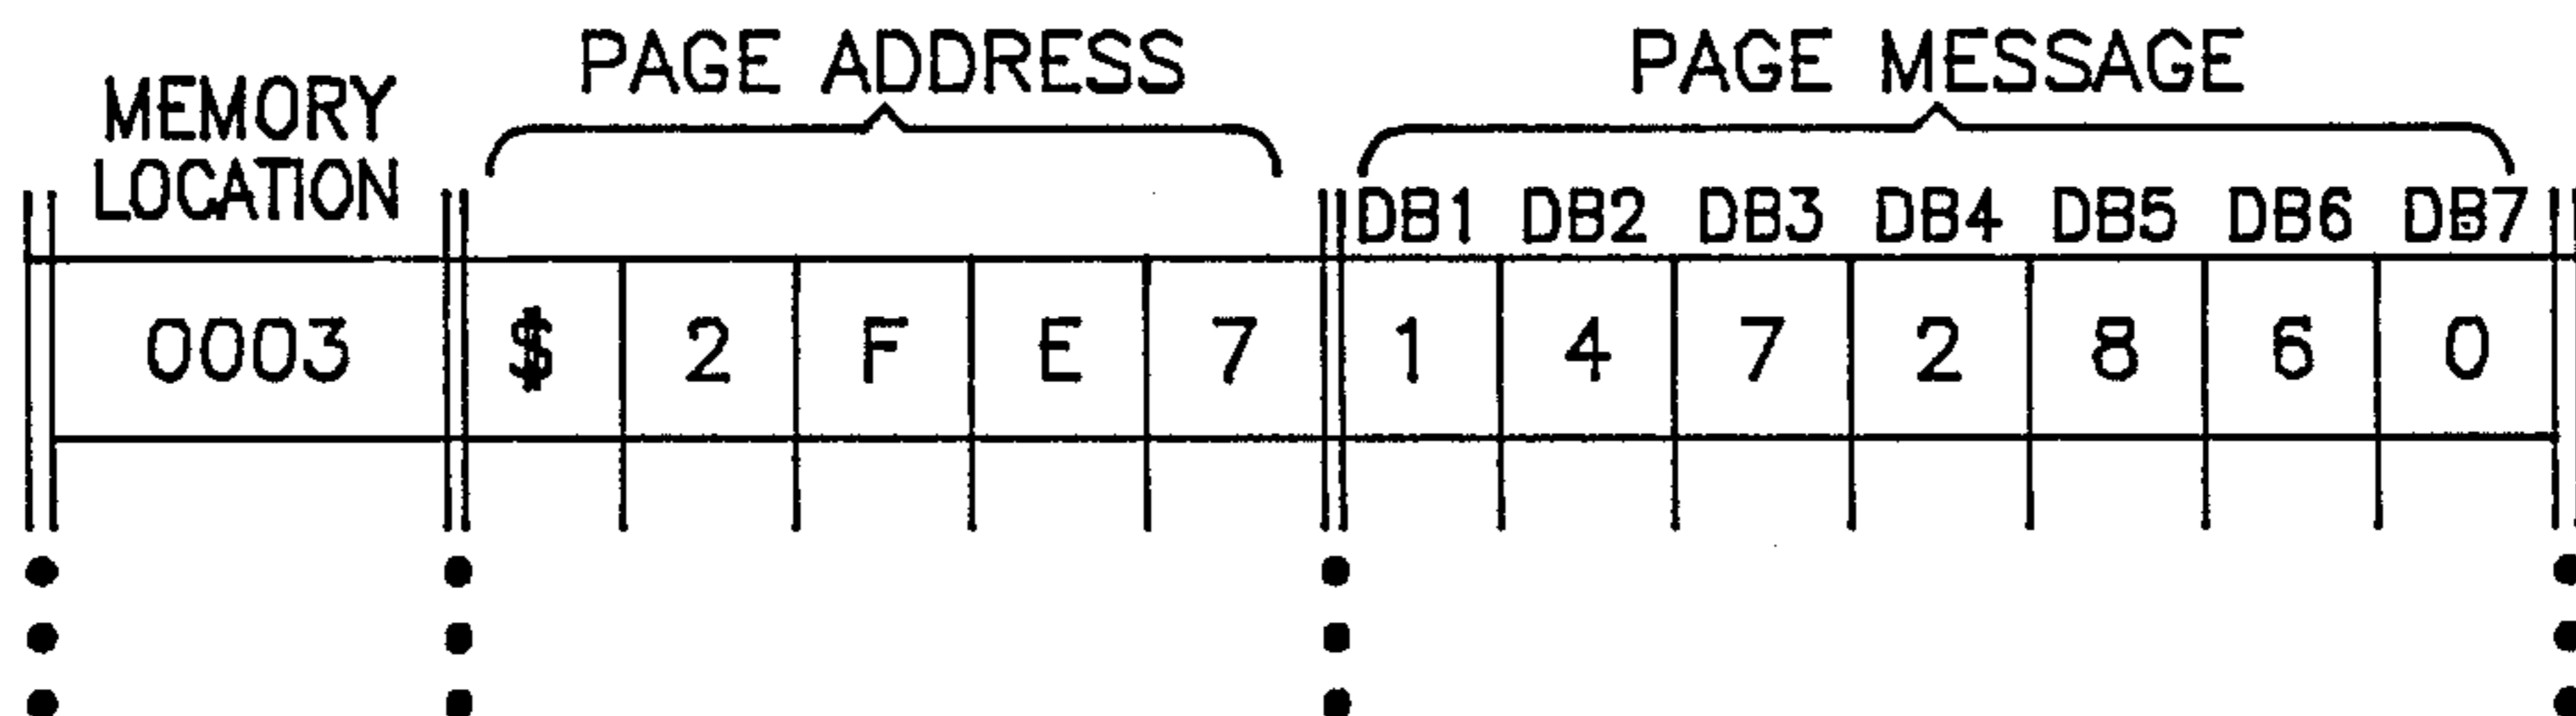 PAGE ADDRESS PAGE MESSAGE
MEMORY
LOCATION
DB1 DB2 DB3 DB4 DB5 DB6 DB7
0003 $ 2 F E 7 1 4 7 2 8 6 0